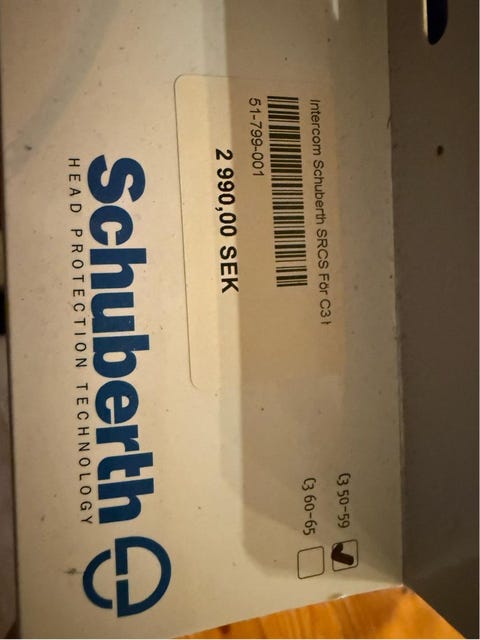 Intercom Schuberth SRCS För C3
51-799-001
2 990,00 SEK
C3 50-59
C3 60-65
Schuberth
HEAD PROTECTION TECHNOLOGY